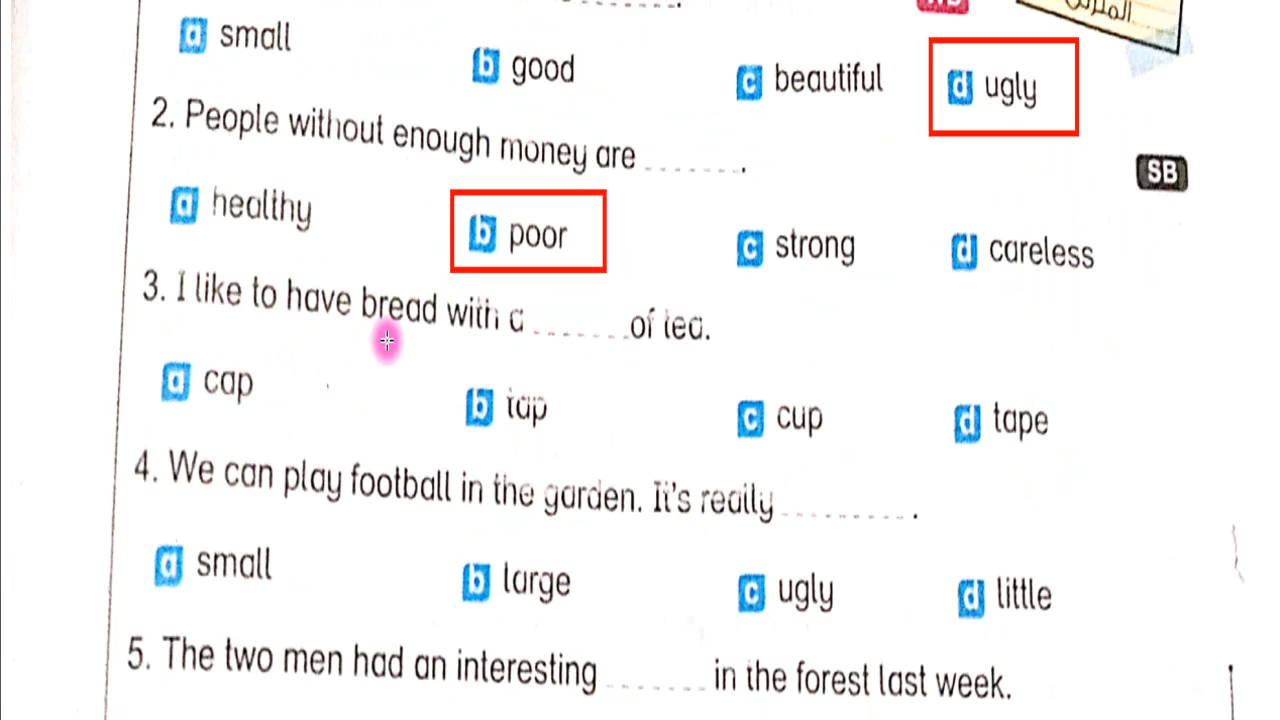 a small b good c beautiful d ugly
2. People without enough money are _ _ _ _ _ _ _.
SB
a healthy b poor c strong d careless
3. I like to have bread with a _ _ _ _ _ _ _of tea.
a cap b tap c cup d tape
4. We can play football in the garden. It's really _ _ _ _ _ _ _ _ _ .
a small b large c ugly d little
5. The two men had an interesting _ _ _ _ _ _ _ in the forest last week.